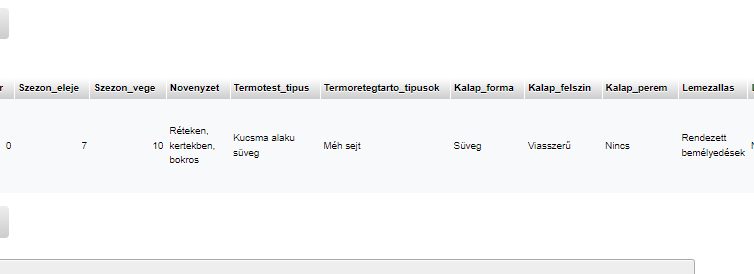 r Szezon_eleje Szezon_vege Novenyzet Termotest_tipus Termoretegtarto_tipusok Kalap_forma Kalap_felszin Kalap_perem Lemezallas
0 7 10 Réteken, kertekben, bokros Kucsma alaku süveg Méh sejt Süveg Viasszerű Nincs Rendezett bemélyedések N